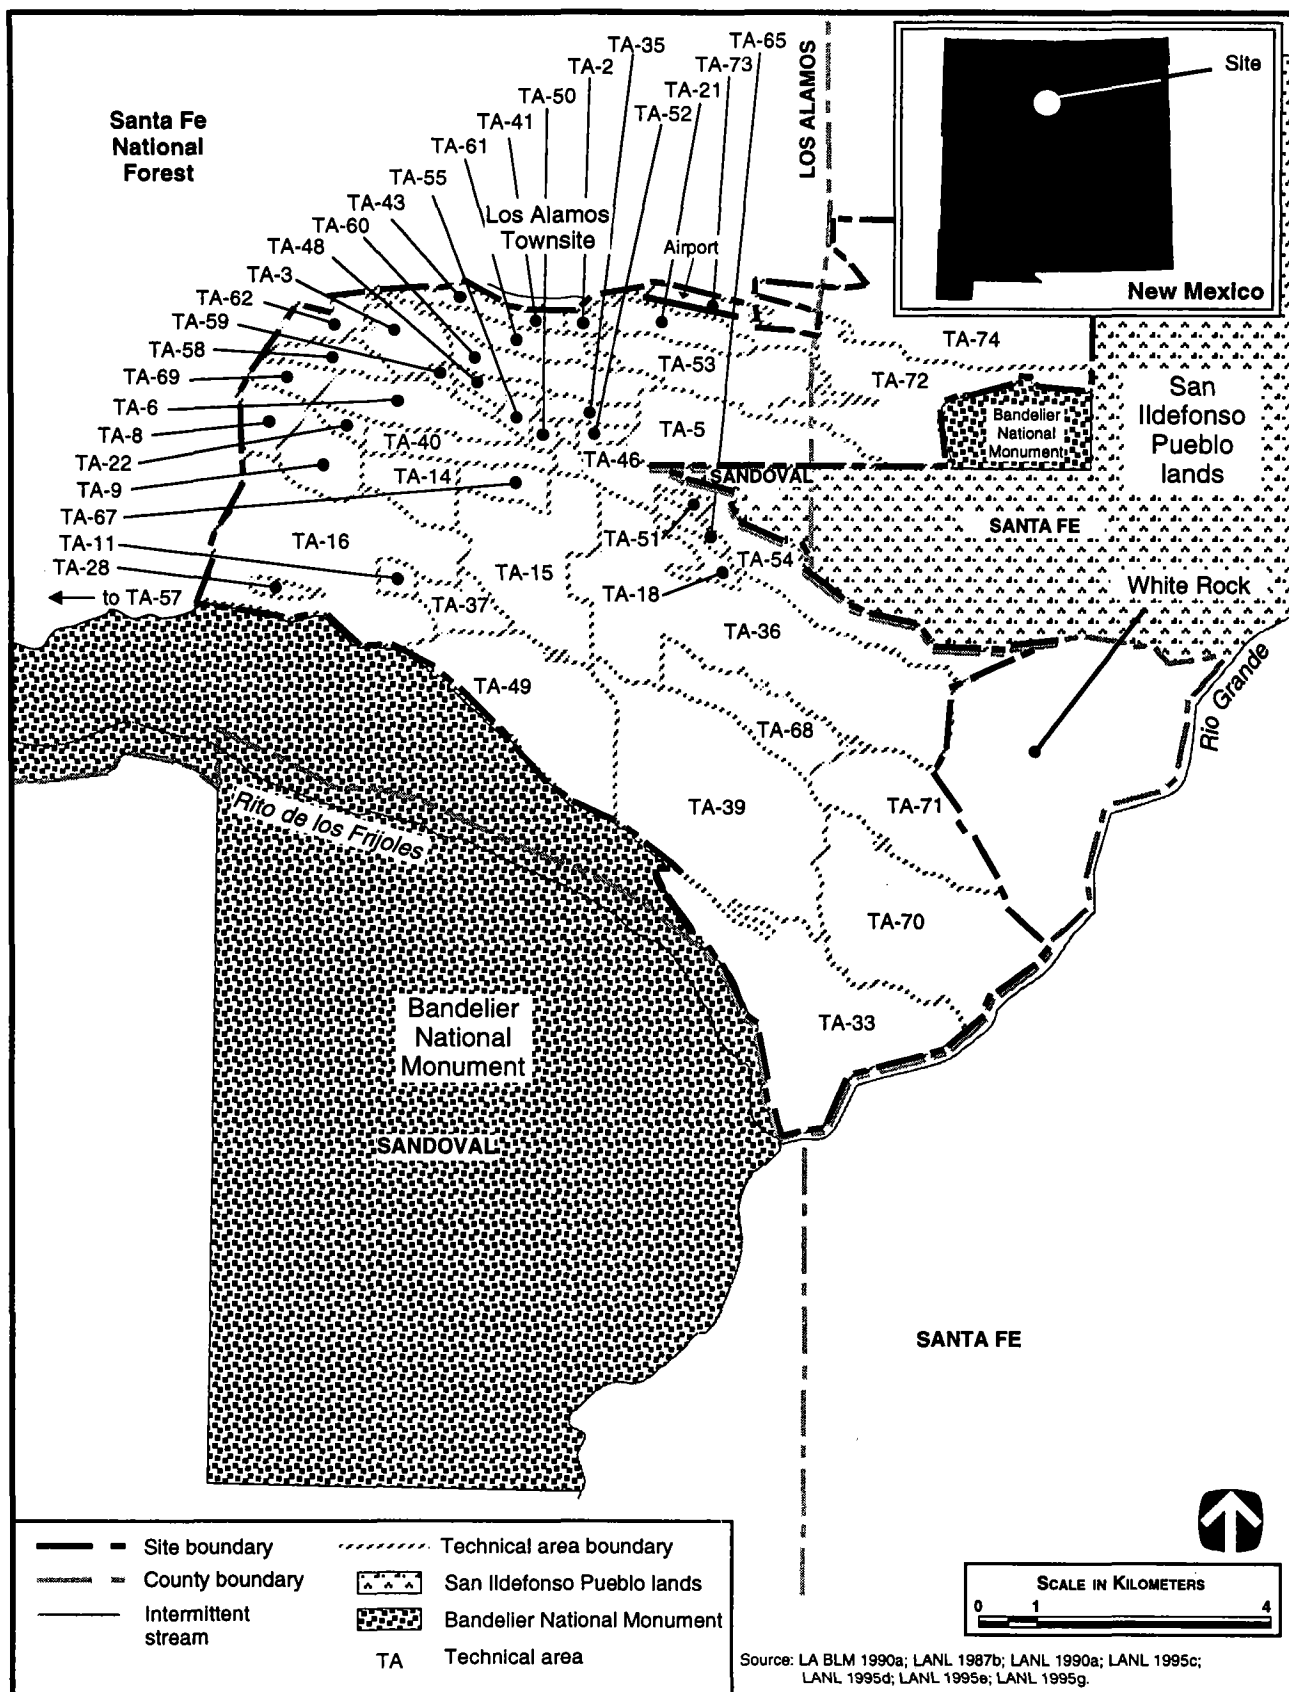 TA-35
TA-65
TA-2
TA-73
TA-50
TA-21
TA-41
TA-52
TA-61
TA-55
TA-43
TA-60
TA-48
TA-3
TA-62
TA-59
TA-58
TA-69
TA-6
TA-8
TA-22
TA-9
TA-67
TA-11
TA-28
to TA-57
Santa Fe
National
Forest
Los Alamos
Townsite
Airport
LOS ALAMOS
Site
New Mexico
TA-74
TA-53
TA-72
TA-5
TA-40
TA-46
TA-14
Bandelier
National
Monument
San
Ildefonso
Pueblo
lands
SANDOVAL
SANTA FE
TA-16
TA-51
TA-54
TA-15
TA-18
TA-37
TA-36
White Rock
TA-49
TA-68
Rio Grande
TA-39
TA-71
Rito de los Frijoles
TA-70
TA-33
Bandelier
National
Monument
SANDOVAL
SANTA FE
Site boundary
County boundary
Intermittent
stream
Technical area boundary
San Ildefonso Pueblo lands
Bandelier National Monument
TA Technical area
SCALE IN KILOMETERS
0 1 4
Source: LA BLM 1990a; LANL 1987b; LANL 1990a; LANL 1995c;
LANL 1995d; LANL 1995e; LANL 1995g.